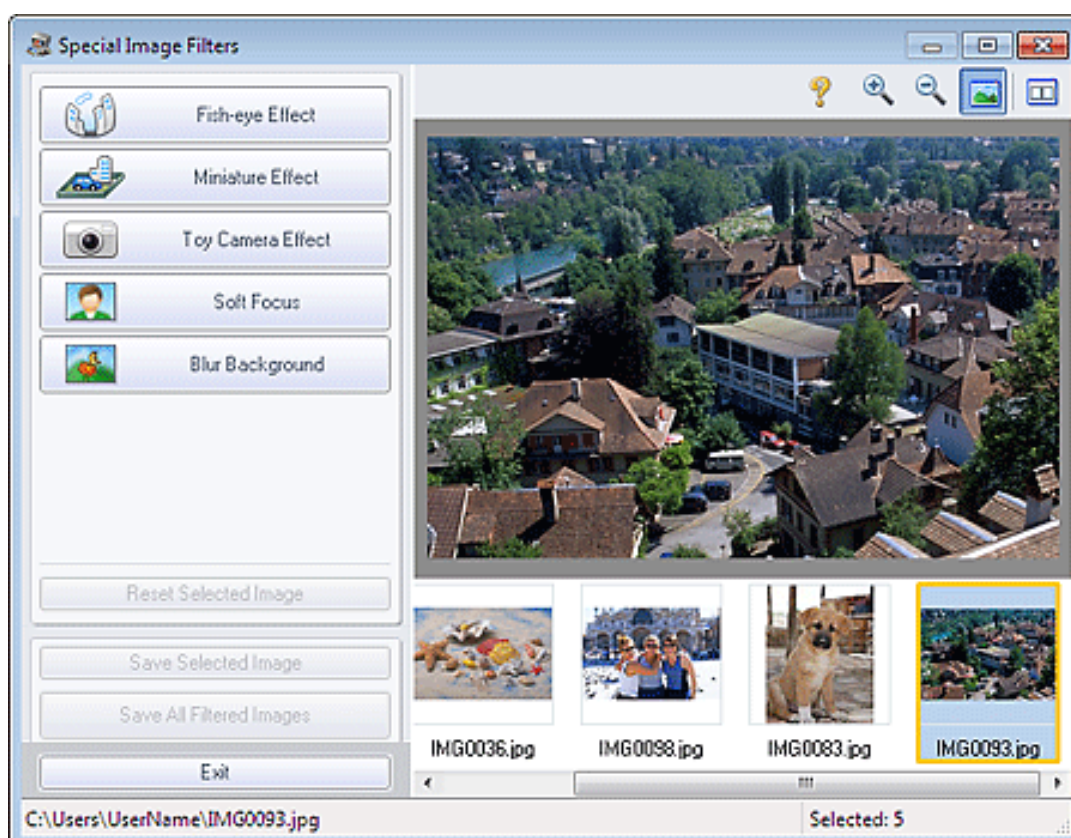 Special Image Filters
Fish-eye Effect
Miniature Effect
Toy Camera Effect
Soft Focus
Blur Background
Reset Selected Image
Save Selected Image
Save All Filtered Images
Exit
IMG0036.jpg
IMG0098.jpg
IMG0083.jpg
IMG0093.jpg
C:\Users\UserName\IMG0093.jpg
Selected: 5